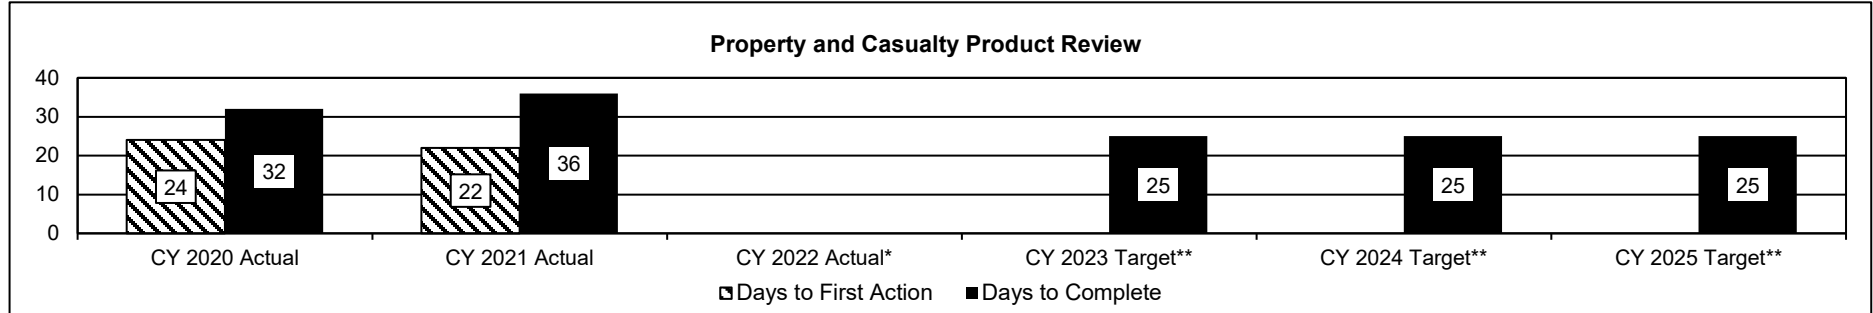 Property and Casualty Product Review
40
30
20
10
0
24
32
22
36
25
25
25
CY 2020 Actual
CY 2021 Actual
CY 2022 Actual*
CY 2023 Target**
CY 2024 Target**
CY 2025 Target**
Days to First Action
Days to Complete